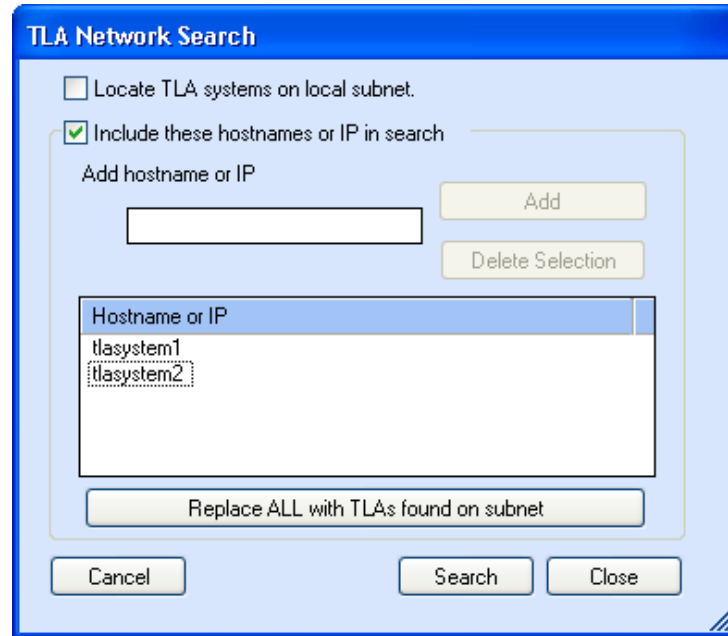 TLA Network Search
Locate TLA systems on local subnet.
Include these hostnames or IP in search
Add hostname or IP
Add
Delete Selection
Hostname or IP
tlasystem1
tlasystem2
Replace ALL with TLAs found on subnet
Cancel Search Close